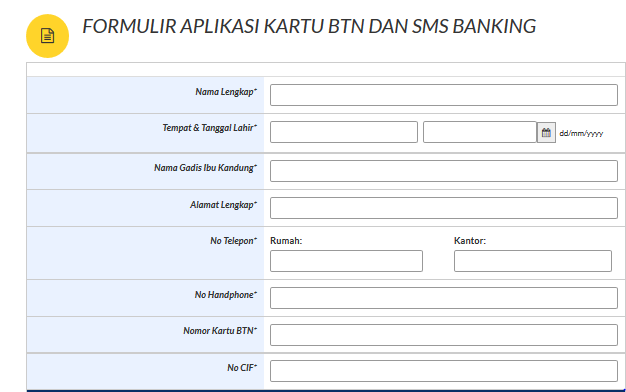 FORMULIR APLIKASI KARTU BTN DAN SMS BANKING
Nama Lengkap*
Tempat & Tanggal Lahir*
dd/mm/yyyy
Nama Gadis Ibu Kandung*
Alamat Lengkap*
No Telepon*
Rumah:
Kantor:
No Handphone*
Nomor Kartu BTN*
No CIF*